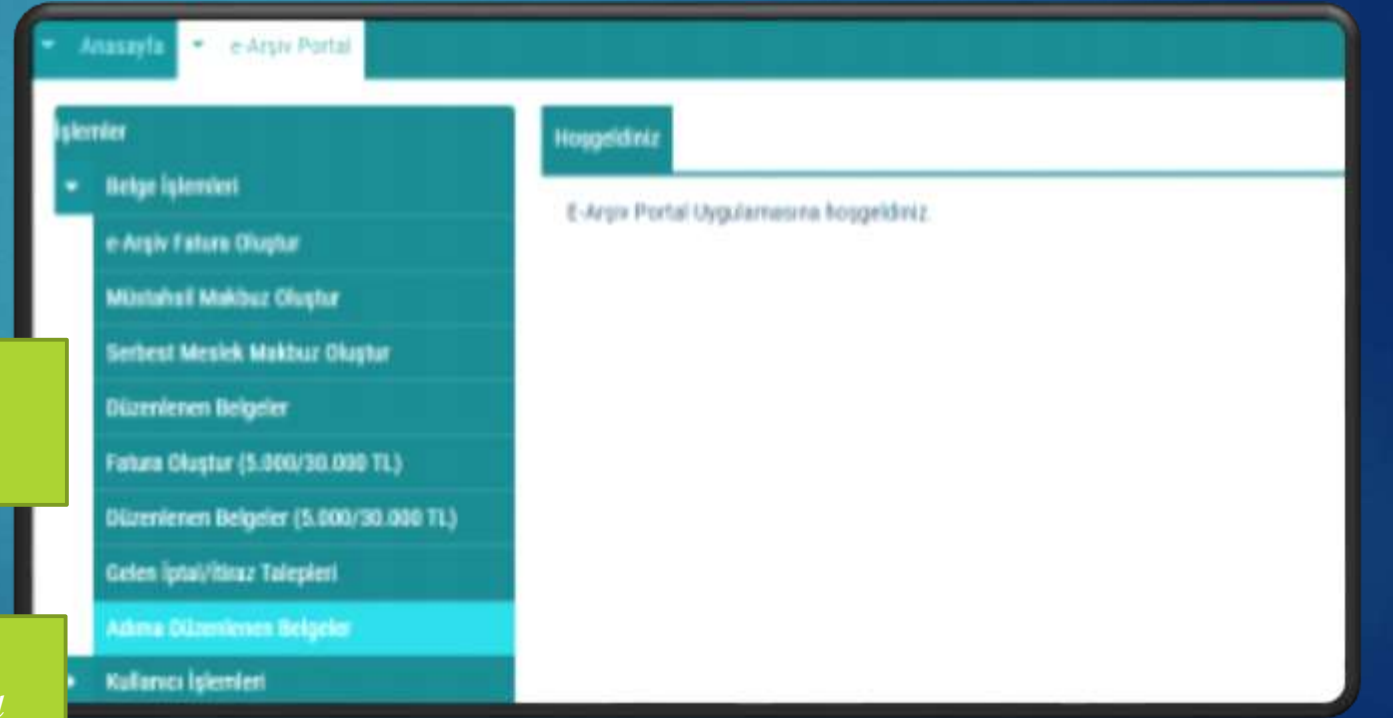 Anasayfa e-Arşiv Portal
İşlemler
Belge İşlemleri
e-Arşiv Fatura Oluştur
Müstahsil Makbuz Oluştur
Serbest Meslek Makbuz Oluştur
Düzenlenen Belgeler
Fatura Oluştur (5.000/30.000 TL)
Düzenlenen Belgeler (5.000/30.000 TL)
Gelen İptal/İtiraz Talepleri
Adıma Düzenlenen Belgeler
Kullanıcı İşlemleri
Hoşgeldiniz
E-Arşiv Portal Uygulamasına hoşgeldiniz